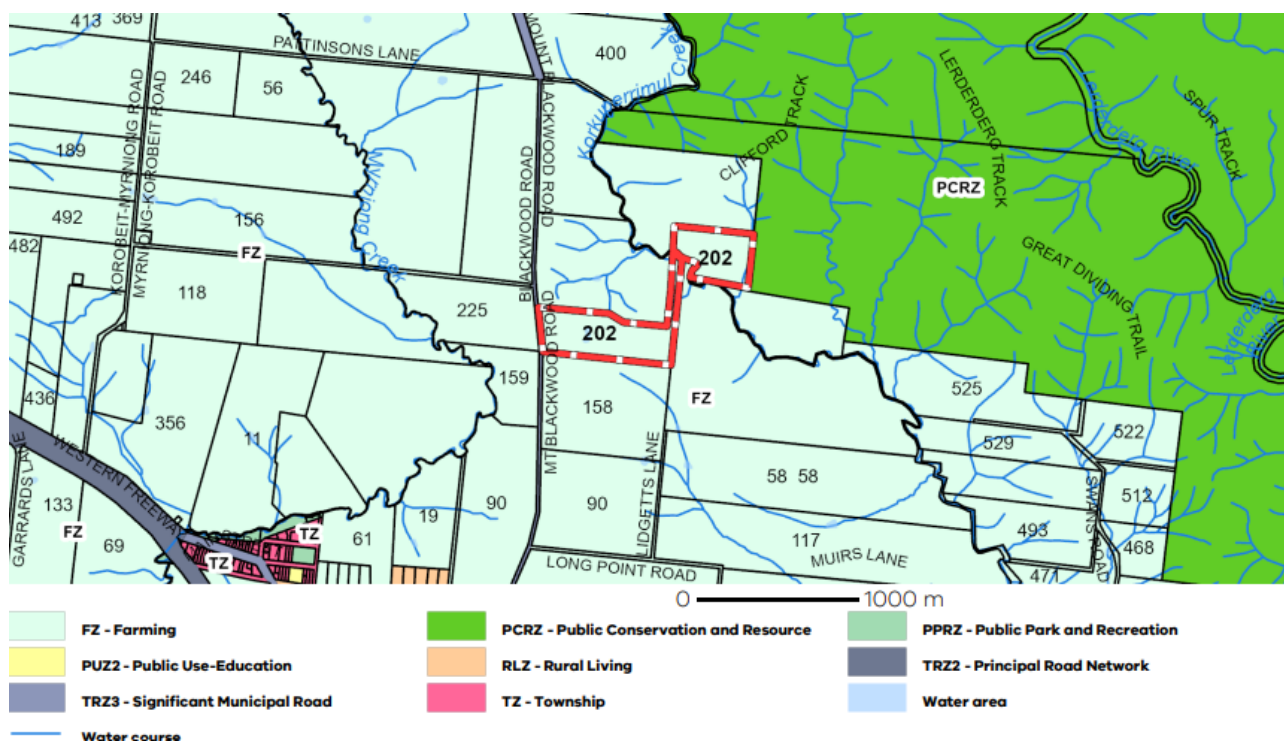 413
369
PATTINSONS LANE
MOUNT BLACKWOOD ROAD
400
Korkuperrimul Creek
CLIFFORD TRACK
LERDERDERG TRACK
Lerderderg River
SPUR TRACK
246
56
KOROBEIT-MYRNIONG ROAD
MYRNIONG-KOROBEIT ROAD
189
Myrniong Creek
BLACKWOOD ROAD
PCRZ
492
156
482
FZ
202
GREAT DIVIDING TRAIL
118
225
202
MT BLACKWOOD ROAD
Lerderderg River
159
158
FZ
525
436
356
11
529
522
WESTERN FREEWAY
GARRARDS LANE
133
FZ
69
TZ
TZ
61
19
90
90
LIDGETTS LANE
58 58
117
MUIRS LANE
SWANS ROAD
512
493
468
471
LONG POINT ROAD
0 1000 m
FZ - Farming
PCRZ - Public Conservation and Resource
PPRZ - Public Park and Recreation
PUZ2 - Public Use-Education
RLZ - Rural Living
TRZ2 - Principal Road Network
TRZ3 - Significant Municipal Road
TZ - Township
Water area
Water course